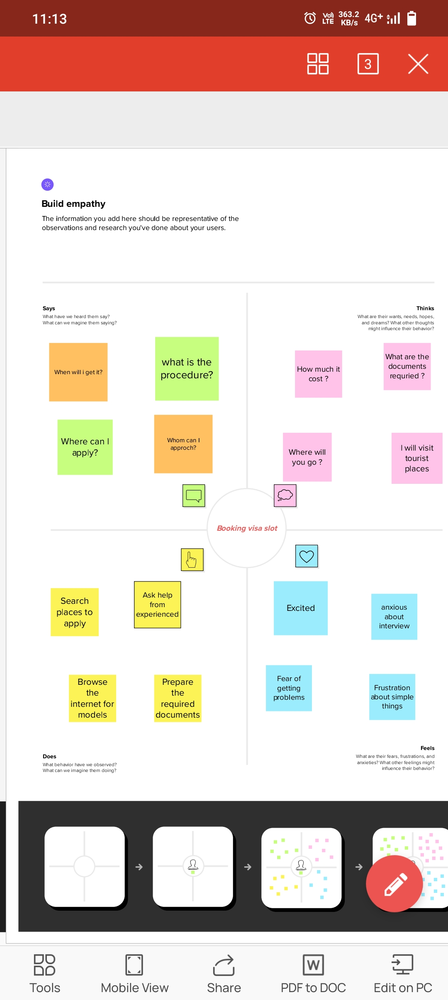 11:13
Vo)
LTE
363.2
KB/s
4G+
3
Build empathy
The information you add here should be representative of the
observations and research you've done about your users.
Says
What have we heard them say?
What can we magine them saying?
Thinks
What are their wants, needs, hopes,
and dreams? What other thoughts
might influence their behavior?
When will i get it?
what is the
procedure?
How much it
cost ?
What are the
documents
requried ?
Where can I
apply?
Whom can I
approch?
Where will
you go ?
I will visit
tourist
places
Booking visa slot
Search
places to
apply
Ask help
from
experienced
Excited
anxious
about
interview
Browse
the
internet for
models
Prepare
the
required
documents
Fear of
getting
problems
Frustration
about simple
things
Does
What behavior have we observed?
What can we imagine them doing?
Feels
What are their fears, frustrations, and
anxieties? What other feelings might
influence their behavior?
W
Tools
Mobile View
Share
PDF to DOC
Edit on PC